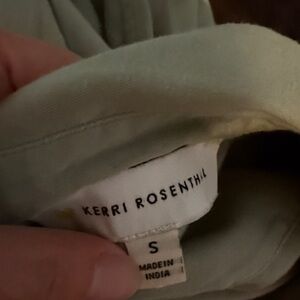 KERRI ROSENTHAL
S
MADE IN
INDIA